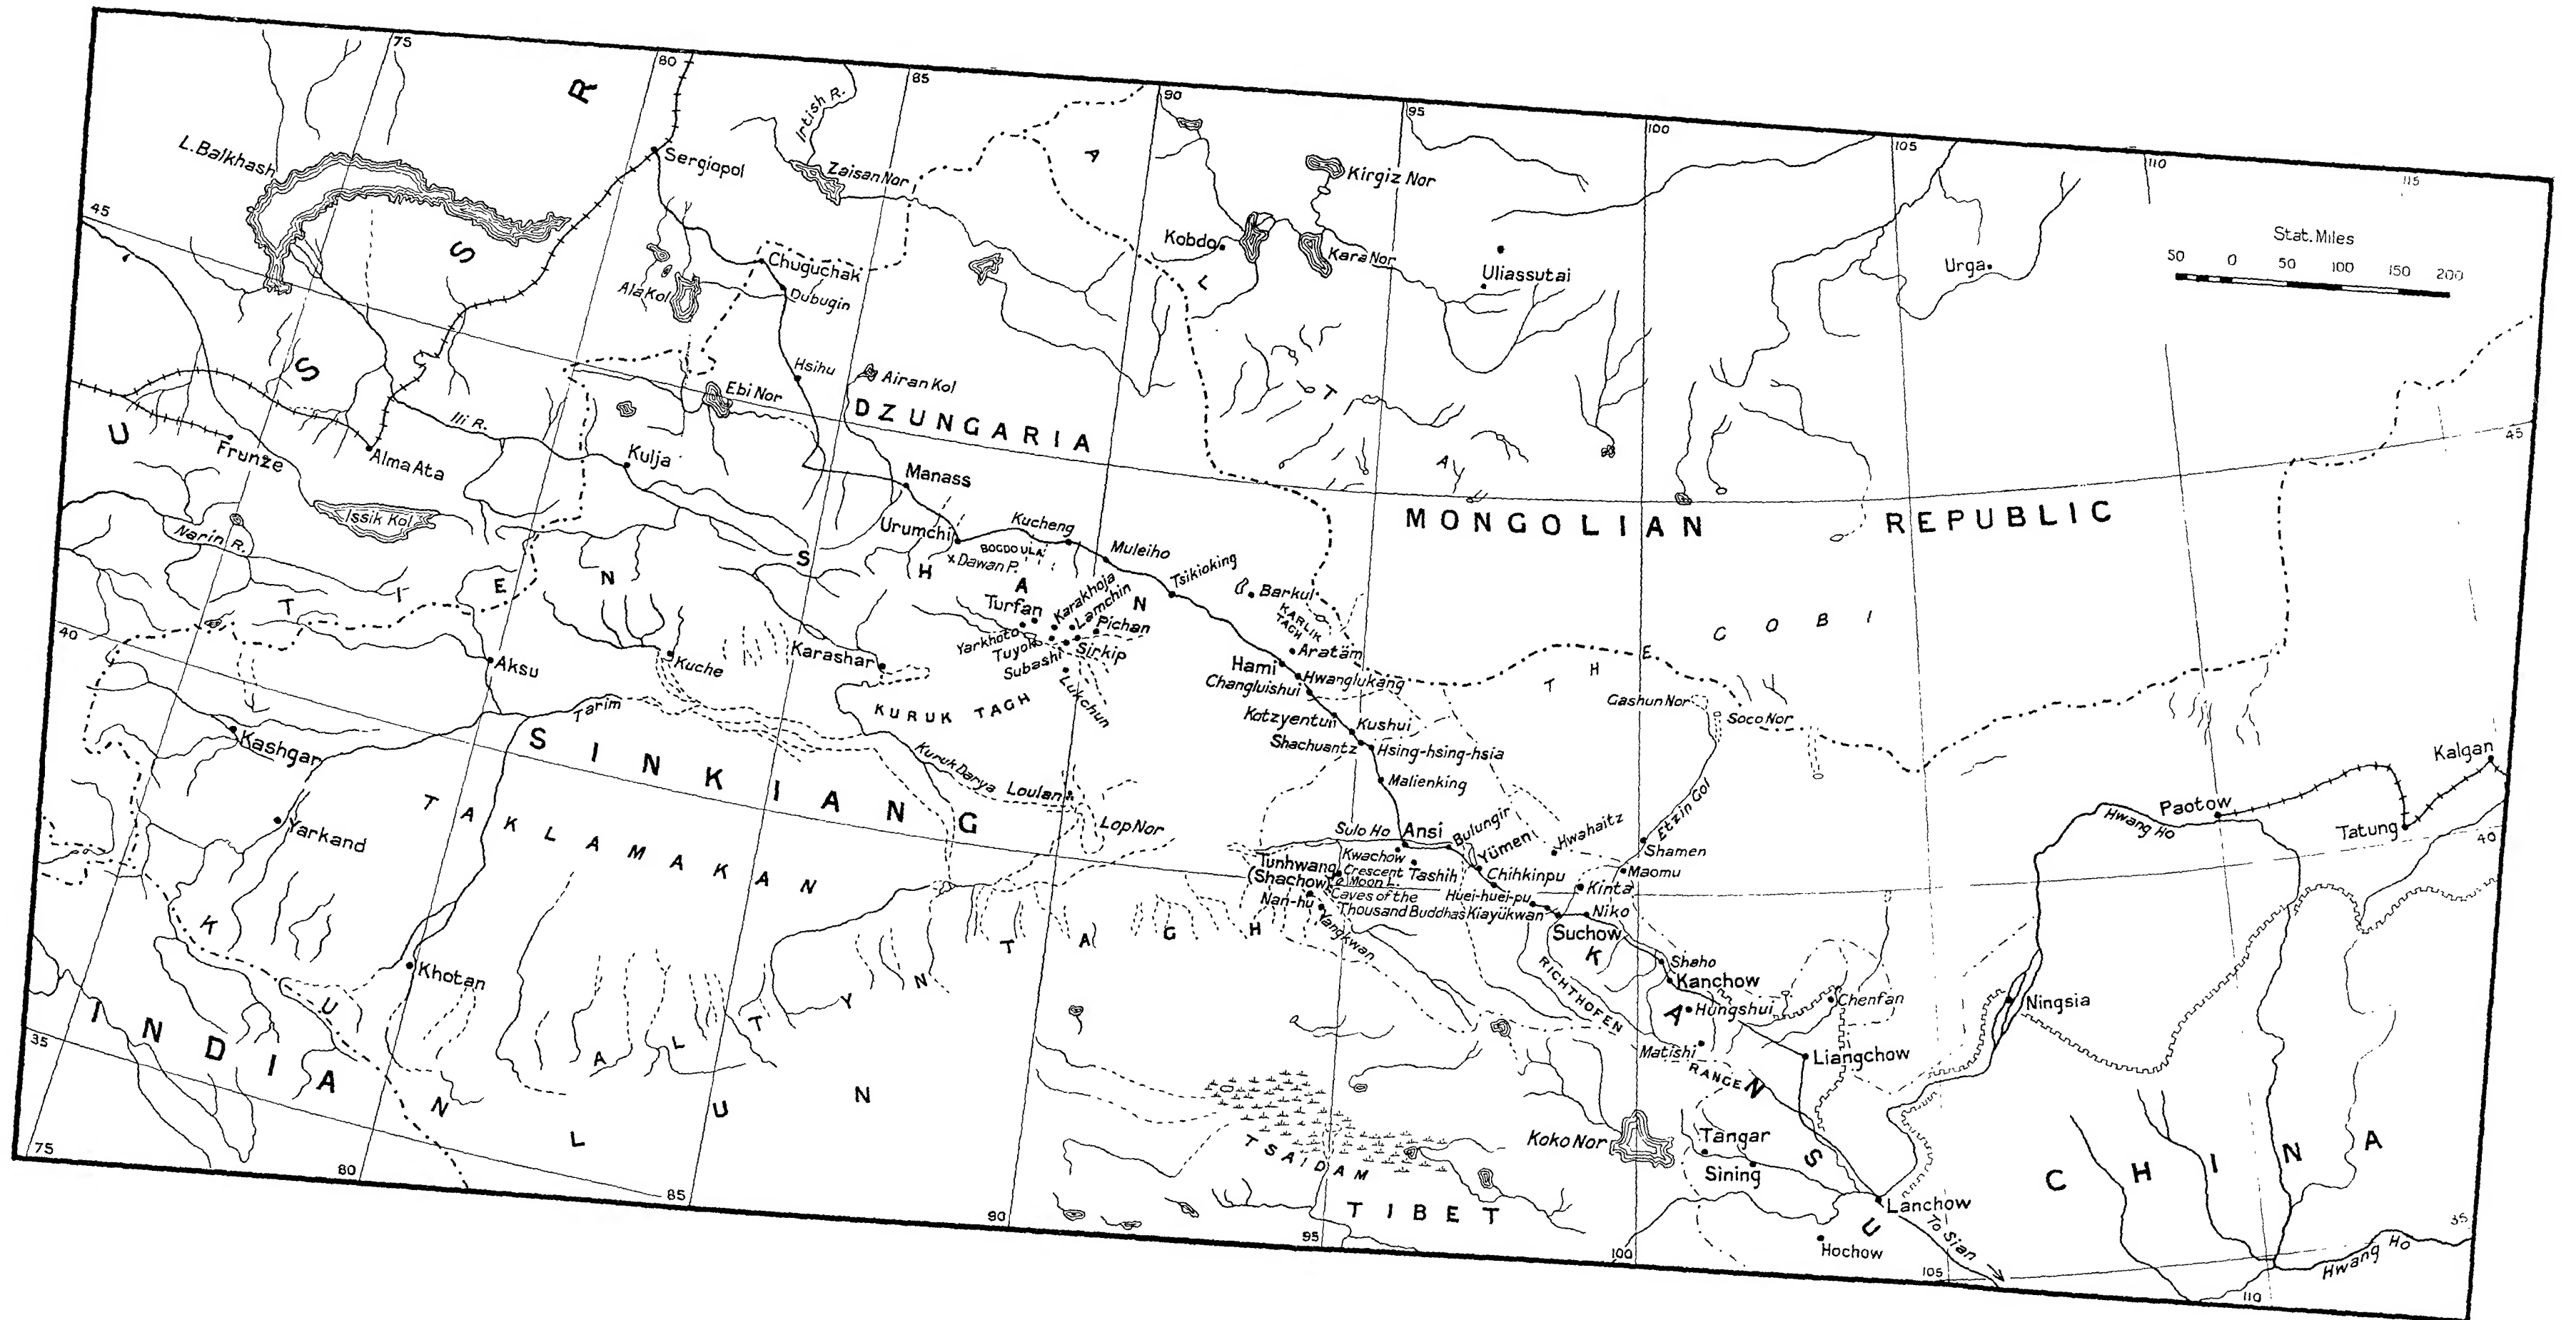 75
80
85
90
95
100
105
110
115
R
Irtish R.
L. Balkhash
Sergiopol
Zaisan Nor
A
Kirgiz Nor
45
S
Chuguchak
Dubugin
Ala Kol
Kobdo
L
Kara Nor
Uliassutai
Urga
Stat. Miles
50 0 50 100 150 200
S
Hsihu
Airan Kol
Ebi Nor
DZUNGARIA
T
A
Y
45
U
Frunze
Alma Ata
Ili R.
Kulja
Manass
MONGOLIAN REPUBLIC
Issik Kol
Narin R.
Urumchi
Kucheng
BOGDO ULA
Dawan P.
Muleiho
Tsikioking
T I E N S H A N
Turfan
Karakhoja
Lamchin
Pichan
Yarkhoto
Tuyok
Sirkip
Subashi
Lukchun
Barkul
KARLIK
TAGH
Aratam
THE GOBI
40
Aksu
Kuche
Karashar
KURUK TAGH
Hami
Hwanglukang
Changluishui
Kotzyentun
Kushui
Shachuantz
Hsing-hsing-hsia
Malienking
Gashun Nor
Soco Nor
Tarim
Kashgar
SINKIANG
Kuruk Darya
Loulan
Lop Nor
TAKLAMAKAN
Yarkand
Kalgan
Paotow
Hwang Ho
Tatung
40
Sulo Ho
Ansi
Bulungir
Yümen
Hwahaitz
Etzin Gol
Shamen
Maomu
Kwachow
Tunhwang
(Shachow)
Crescent
Moon L.
Tashih
Chihkinpu
Kinta
Caves of the
Thousand Buddhas
Huei-huei-pu
Kiayükwan
Niko
Nan-hu
Yangkwan
Suchow
K
U
N
L
U
N
Khotan
ALTYN TAGH
Shaho
Kanchow
Hungshui
Chenfan
Ningsia
RICHTHOFEN
RANGE
Matishi
Liangchow
KANSU
INDIA
35
Koko Nor
Tangar
Sining
TSAIDAM
TIBET
Lanchow
To Sian
Hochow
CHINA
35
Hwang Ho
75
80
85
90
95
100
105
110